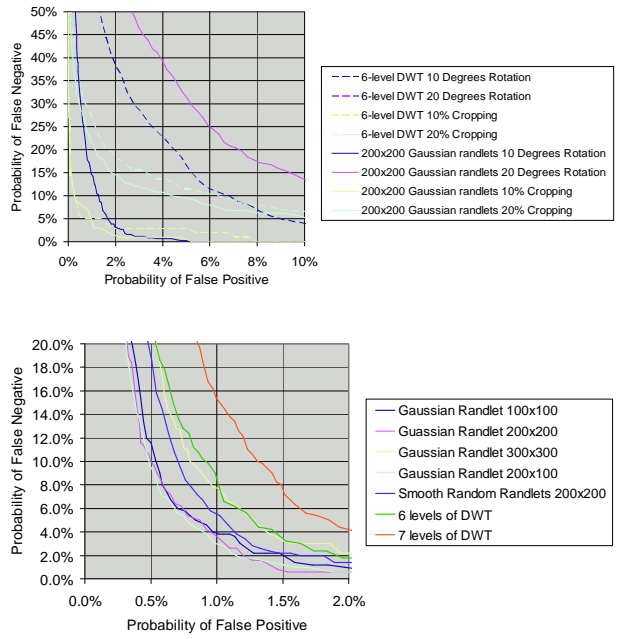 50%
45%
40%
35%
30%
25%
20%
15%
10%
5%
0%
Probability of False Negative
0% 2% 4% 6% 8% 10%
Probability of False Positive
6-level DWT 10 Degrees Rotation
6-level DWT 20 Degrees Rotation
6-level DWT 10% Cropping
6-level DWT 20% Cropping
200x200 Gaussian randlets 10 Degrees Rotation
200x200 Gaussian randlets 20 Degrees Rotation
200x200 Gaussian randlets 10% Cropping
200x200 Gaussian randlets 20% Cropping
20.0%
18.0%
16.0%
14.0%
12.0%
10.0%
8.0%
6.0%
4.0%
2.0%
0.0%
Probability of False Negative
0.0% 0.5% 1.0% 1.5% 2.0%
Probability of False Positive
Gaussian Randlet 100x100
Guassian Randlet 200x200
Gaussian Randlet 300x300
Gaussian Randlet 200x100
Smooth Random Randlets 200x200
6 levels of DWT
7 levels of DWT